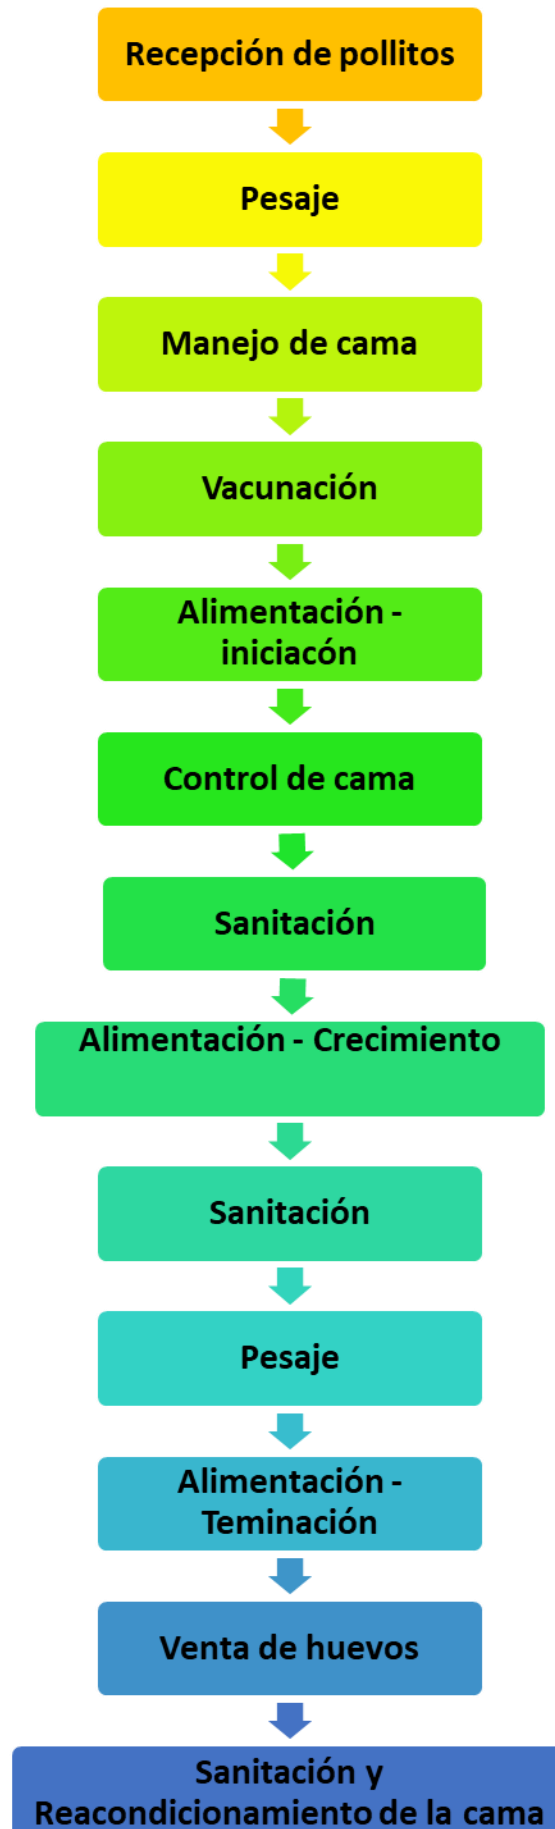 Recepción de pollitos
Pesaje
Manejo de cama
Vacunación
Alimentación -
iniciacón
Control de cama
Sanitación
Alimentación - Crecimiento
Sanitación
Pesaje
Alimentación -
Teminación
Venta de huevos
Sanitación y
Reacondicionamiento de la cama